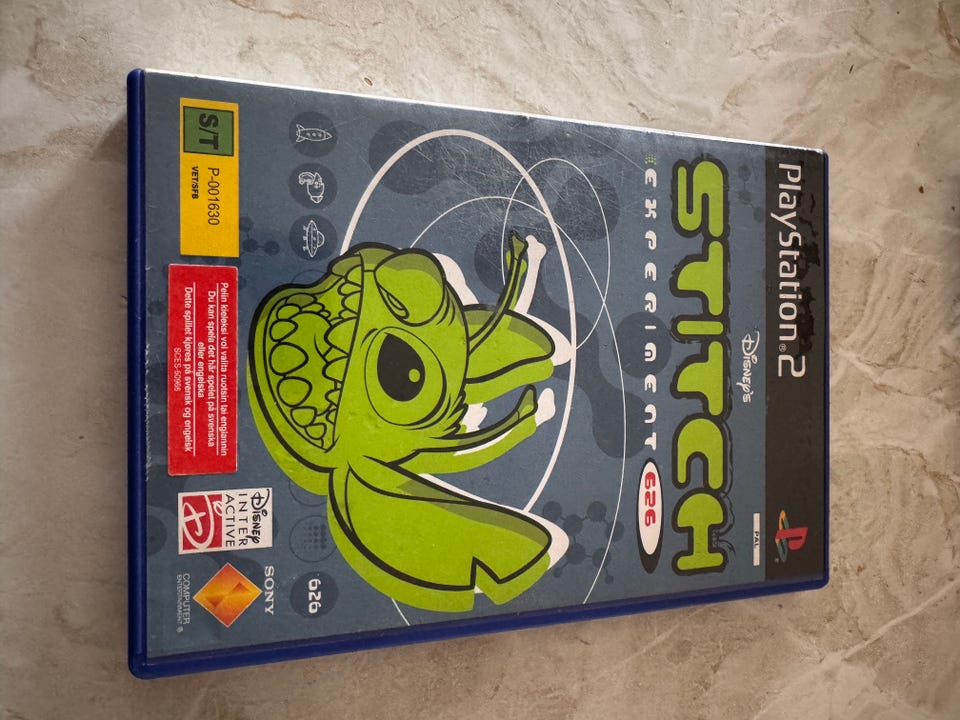 PlayStation®2
PAL
Disney's
STITCH
EXPERIMENT 626
S/T
P-001630
VET/SFB
Pelin kieleksi voi valita ruotsin tai englannin
Du kan spela det här spelet på svenska
eller engelska
Dette spillet kjøres på svensk og engelsk
SCES-50966
Disney
INTER
ACTIVE
626
SONY
COMPUTER
ENTERTAINMENT®